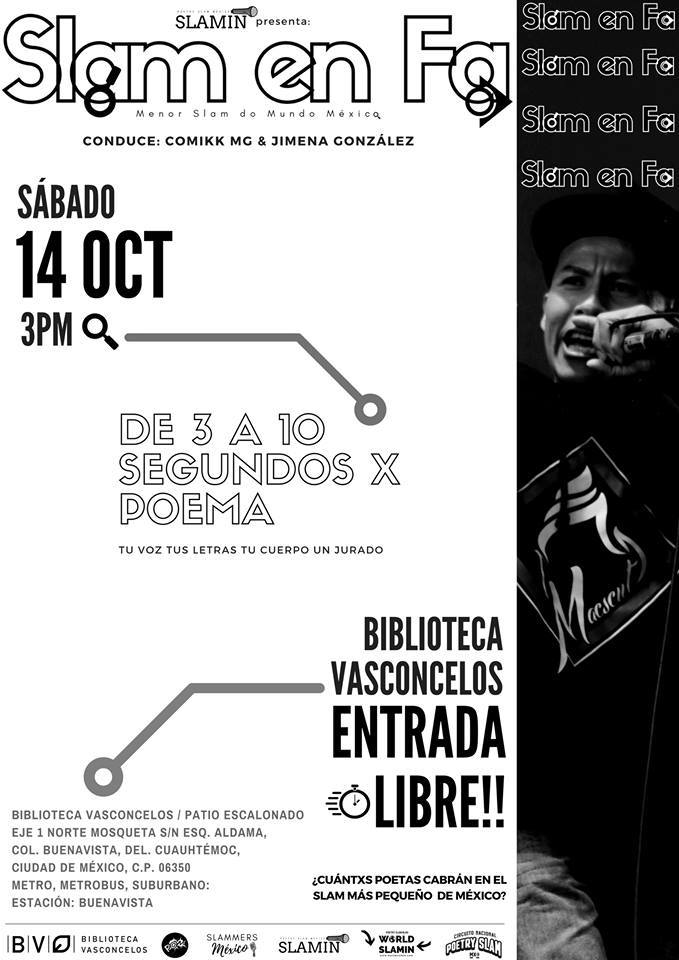 SLAMIN presenta:
Slam en Fa
Menor Slam do Mundo México
CONDUCE: COMIKK MG & JIMENA GONZÁLEZ
SÁBADO
14 OCT
3PM
DE 3 A 10
SEGUNDOS X
POEMA
TU VOZ TUS LETRAS TU CUERPO UN JURADO
BIBLIOTECA
VASCONCELOS
ENTRADA
LIBRE!!
BIBLIOTECA VASCONCELOS / PATIO ESCALONADO
EJE 1 NORTE MOSQUETA S/N ESQ. ALDAMA,
COL. BUENAVISTA, DEL. CUAUHTÉMOC,
CIUDAD DE MÉXICO, C.P. 06350
METRO, METROBUS, SUBURBANO:
ESTACIÓN: BUENAVISTA
¿CUÁNTXS POETAS CABRÁN EN EL
SLAM MÁS PEQUEÑO DE MÉXICO?
Slam en Fa
Slam en Fa
Slam en Fa
Slam en Fa
BV
BIBLIOTECA
VASCONCELOS
SLAMMERS
México
SLAMIN
WORLD
SLAMIN
CIRCUITO NACIONAL
POETRY SLAM